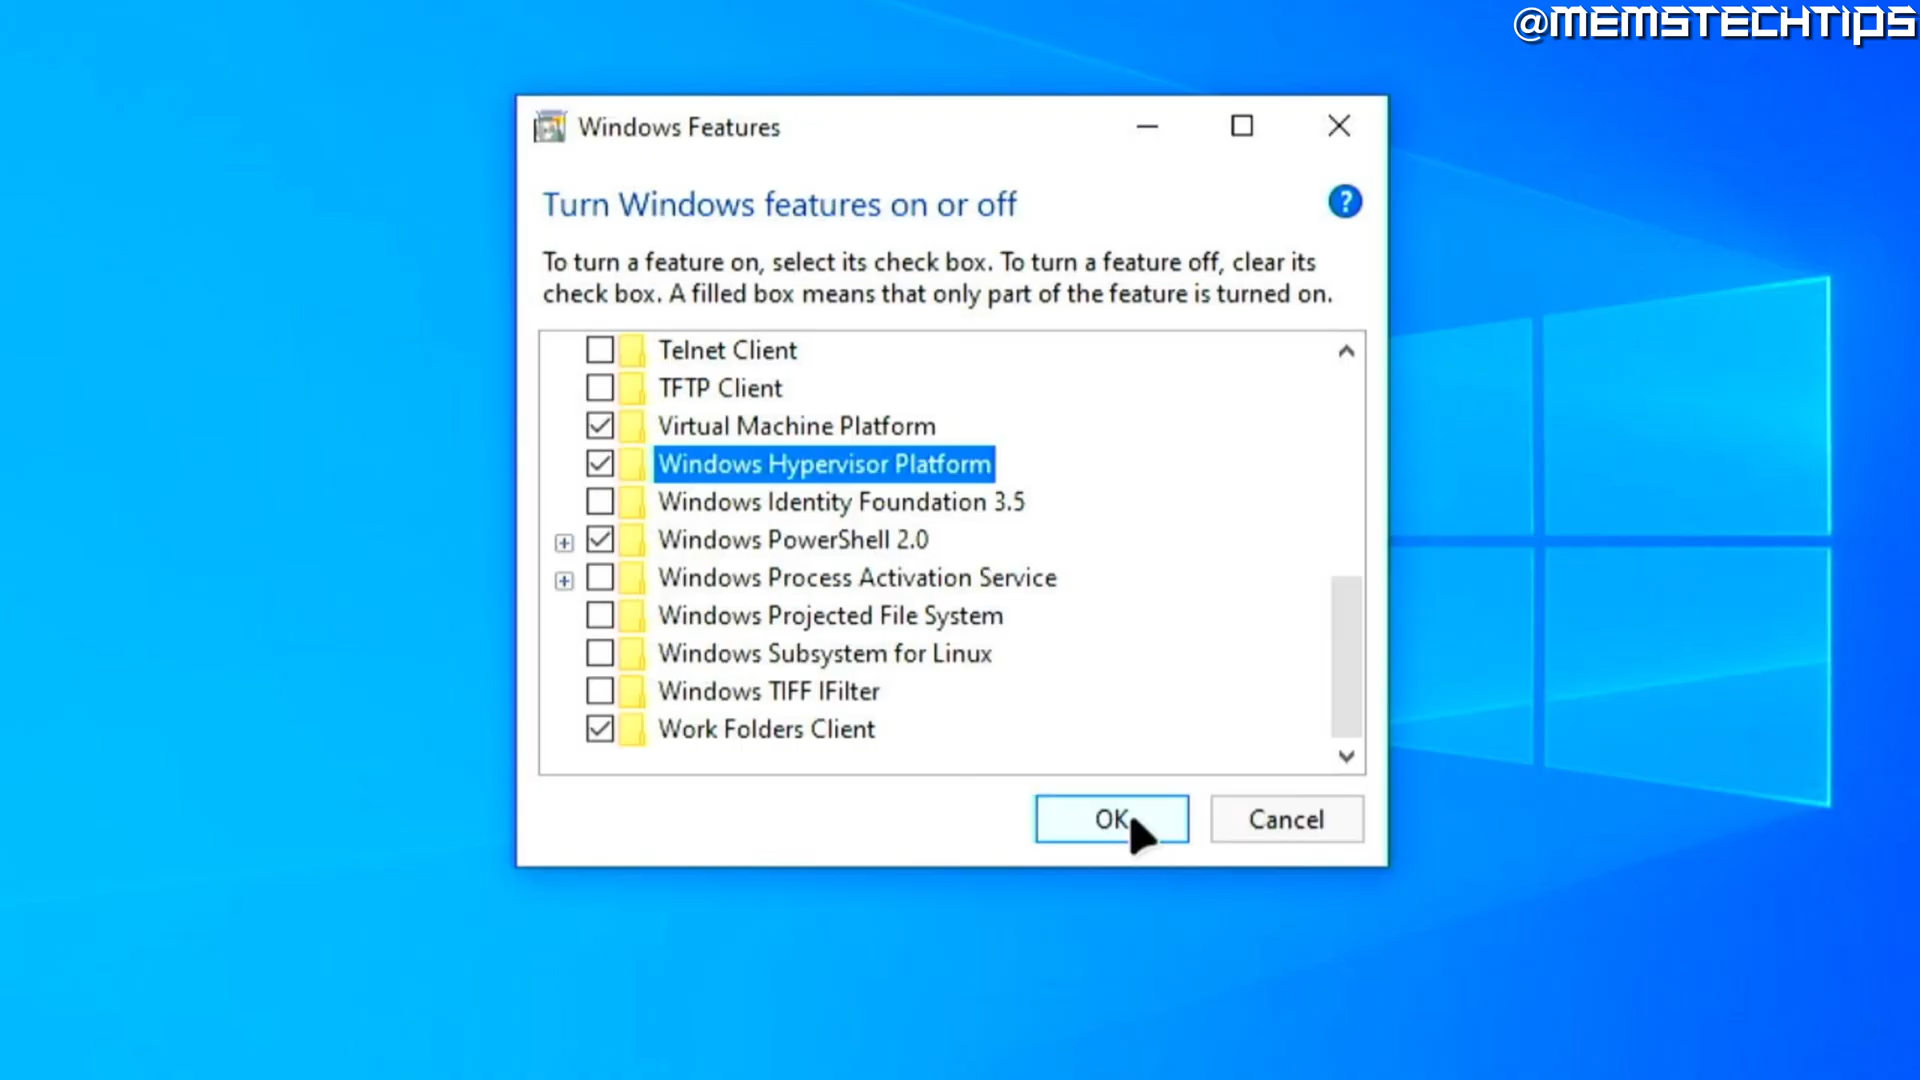 @MEMSTECHTIPS
Windows Features
Turn Windows features on or off
?
To turn a feature on, select its check box. To turn a feature off, clear its
check box. A filled box means that only part of the feature is turned on.
Telnet Client
TFTP Client
Virtual Machine Platform
Windows Hypervisor Platform
Windows Identity Foundation 3.5
Windows PowerShell 2.0
Windows Process Activation Service
Windows Projected File System
Windows Subsystem for Linux
Windows TIFF IFilter
Work Folders Client
OK
Cancel